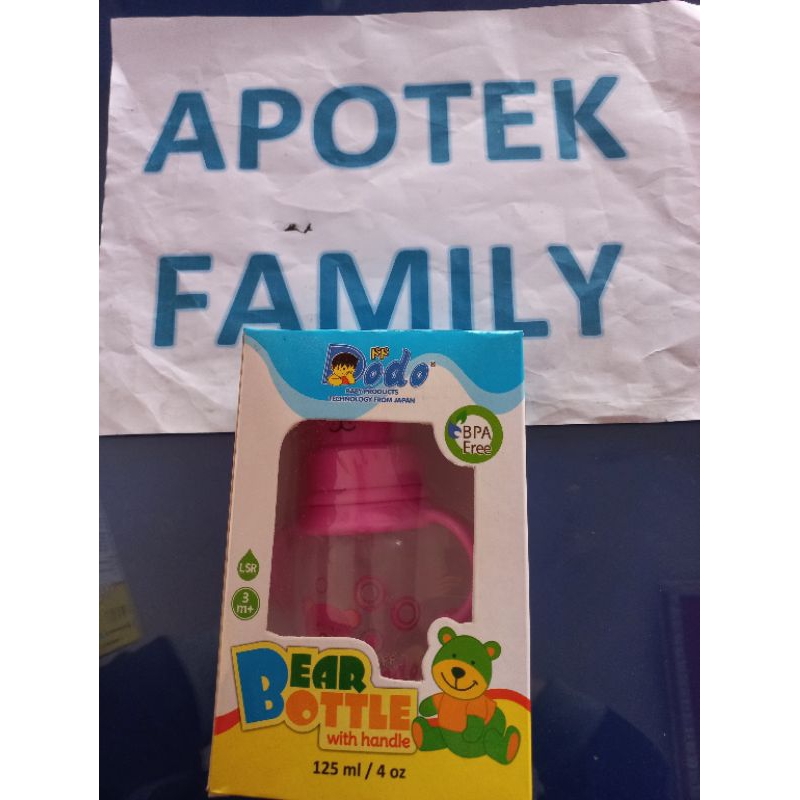 APOTEK
FAMILY
Dodo
BABY PRODUCTS
TECHNOLOGY FROM JAPAN
BPA
Free
LSR
3
m+
BEAR
BOTTLE
with handle
125 ml / 4 oz